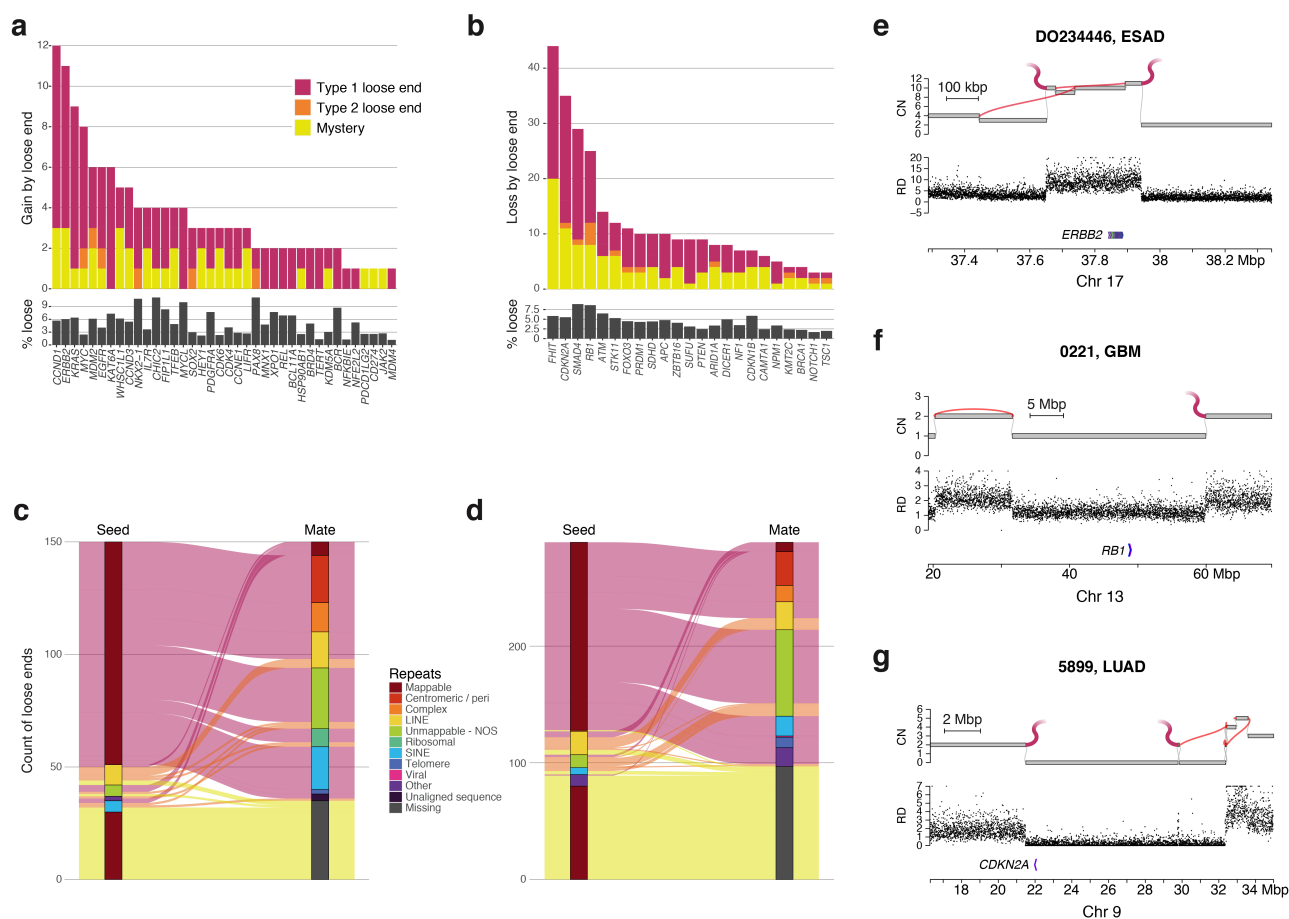 a
Gain by loose end
12
10
8
6
4
2
0
Type 1 loose end
Type 2 loose end
Mystery
% loose
9
6
3
0
CCND1
ERBB2
KRAS
MYC
MDM2
EGFR
KAT6A
WHSC1L1
CCND3
NKX2-1
IL7R
CHIC2
FIP1L1
TFEB
MYCL
SOX2
HEY1
PDGFRA
CDK6
CDK4
CCNE1
LIFR
PAX8
MNX1
XPO1
REL
BCL11A
HSP90AB1
BRD4
TERT
KDM5A
BCR
NFKBIE
NFE2L2
PDCD1LG2
CD274
JAK2
MDM4
b
Loss by loose end
40
30
20
10
0
% loose
7.5
5.0
2.5
0
FHIT
CDKN2A
SMAD4
RB1
ATM
STK11
FOXO3
PRDM1
SDHD
APC
ZBTB16
SUFU
PTEN
ARID1A
DICER1
NF1
CDKN1B
CAMTA1
NPM1
KMT2C
BRCA1
NOTCH1
TSC1
c
Seed
Mate
Count of loose ends
150
100
50
0
Repeats
Mappable
Centromeric / peri
Complex
LINE
Unmappable - NOS
Ribosomal
SINE
Telomere
Viral
Other
Unaligned sequence
Missing
d
Seed
Mate
200
100
0
e
DO234446, ESAD
CN
12
10
8
6
4
2
0
100 kbp
RD
20
15
10
5
0
−5
ERBB2
37.4
37.6
37.8
38
38.2 Mbp
Chr 17
f
0221, GBM
CN
3
2
1
0
5 Mbp
RD
4
3
2
1
0
RB1
20
40
60 Mbp
Chr 13
g
5899, LUAD
CN
6
5
4
3
2
1
0
2 Mbp
RD
7
6
5
4
3
2
1
0
CDKN2A
18
20
22
24
26
28
30
32
34 Mbp
Chr 9